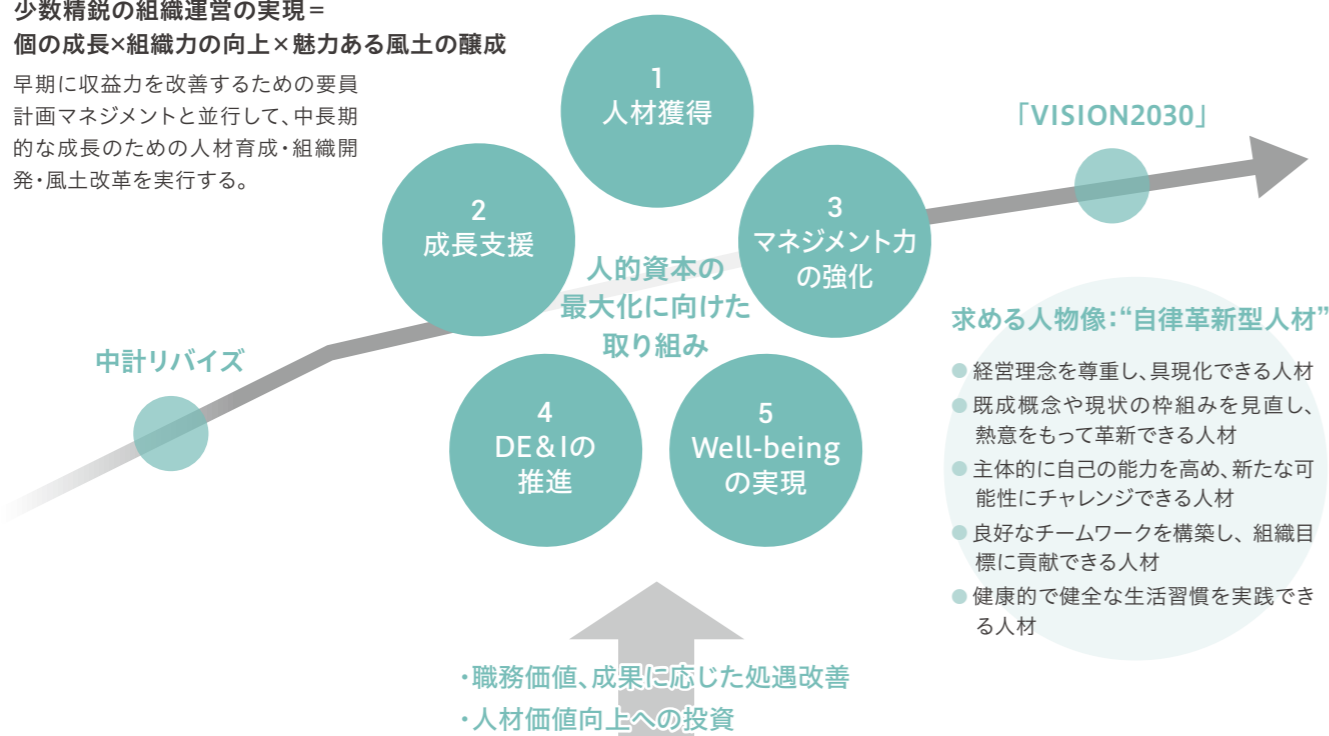 少数精鋭の組織運営の実現＝
個の成長×組織力の向上×魅力ある風土の醸成
早期に収益力を改善するための要員
計画マネジメントと並行して、中長期
的な成長のための人材育成・組織開
発・風土改革を実行する。
1
人材獲得
2
成長支援
3
マネジメント力
の強化
人的資本の
最大化に向けた
取り組み
4
DE&Iの
推進
5
Well-being
の実現
中計リバイズ
「VISION2030」
求める人物像：“自律革新型人材”
● 経営理念を尊重し、具現化できる人材
● 既成概念や現状の枠組みを見直し、
熱意をもって革新できる人材
● 主体的に自己の能力を高め、新たな可
能性にチャレンジできる人材
● 良好なチームワークを構築し、組織目
標に貢献できる人材
● 健康的で健全な生活習慣を実践でき
る人材
・職務価値、成果に応じた処遇改善
・人材価値向上への投資